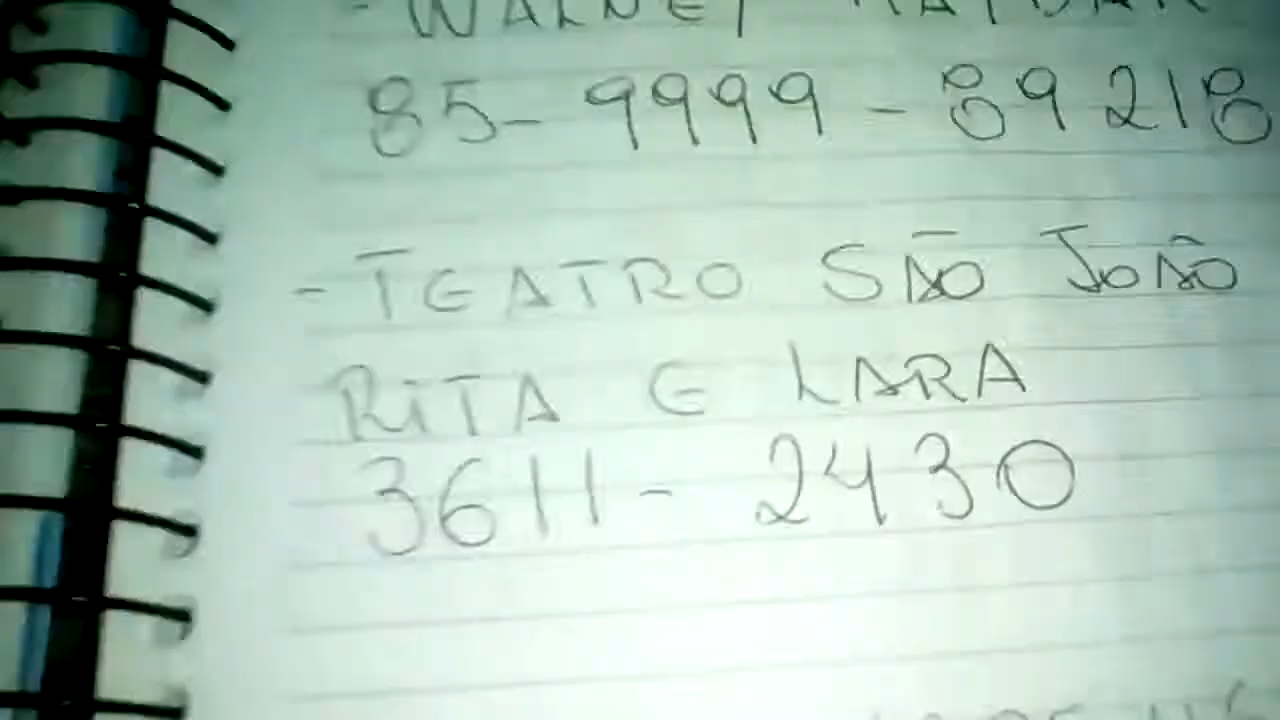 85-9999-89218
- TEATRO SÃO JOÃO
RITA E LARA
3611-2430